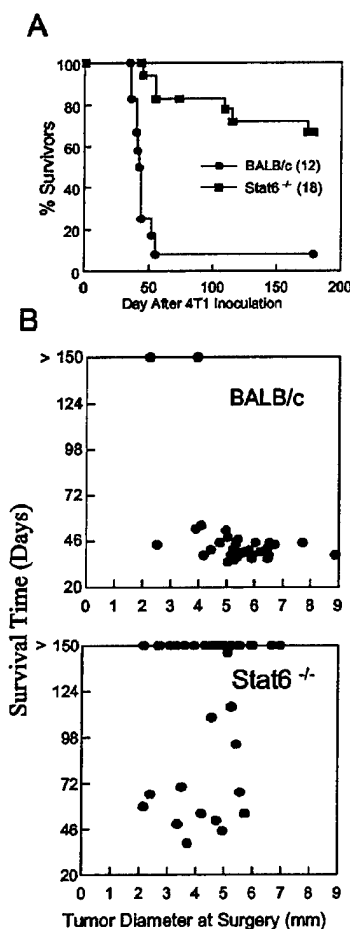 A
100
80
60
40
20
0
% Survivors
BALB/c (12)
Stat6 -/- (18)
0 50 100 150 200
Day After 4T1 Inoculation
B
Survival Time (Days)
> 150
124
98
72
46
20
BALB/c
0 1 2 3 4 5 6 7 8 9
> 150
124
98
72
46
20
Stat6 -/-
0 1 2 3 4 5 6 7 8 9
Tumor Diameter at Surgery (mm)